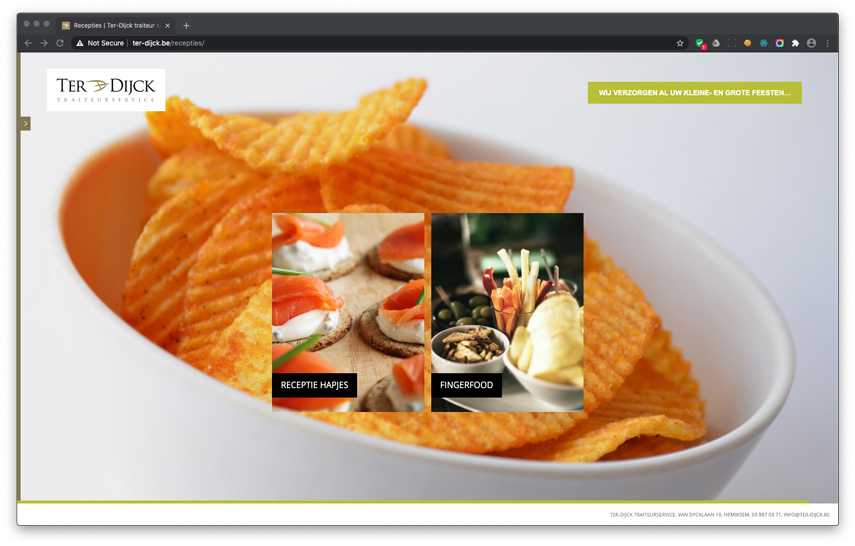 Recepties | Ter-Dijck traiteur s
Not Secure | ter-dijck.be/recepties/
TER DIJCK
TRAITEURSERVICE
WIJ VERZORGEN AL UW KLEINE- EN GROTE FEESTEN...
RECEPTIE HAPJES
FINGERFOOD
TER-DIJCK TRAITEURSERVICE, VAN DYCKLAAN 10, HEMIKSEM, 03 887 03 71, INFO@TER-DIJCK.BE